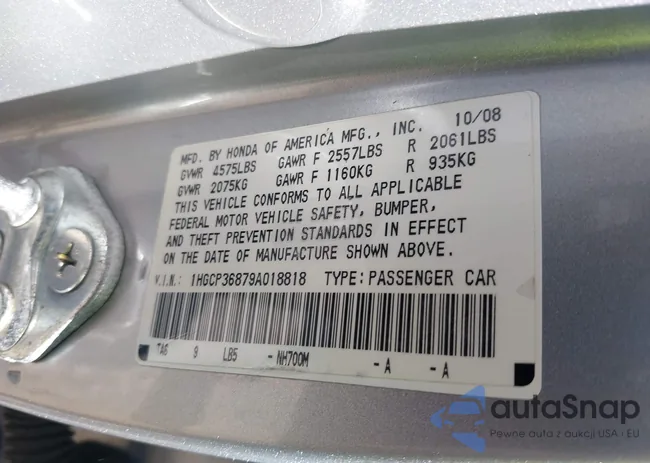 MFD. BY HONDA OF AMERICA MFG., INC. 10/08
GVWR 4575LBS GAWR F 2557LBS R 2061LBS
GVWR 2075KG GAWR F 1160KG R 935KG
THIS VEHICLE CONFORMS TO ALL APPLICABLE
FEDERAL MOTOR VEHICLE SAFETY, BUMPER,
AND THEFT PREVENTION STANDARDS IN EFFECT
ON THE DATE OF MANUFACTURE SHOWN ABOVE.
V.I.N.: 1HGCP36879A018818 TYPE:PASSENGER CAR
TA6 9 LB5 -NH700M -A -A
autaSnap
Pewne auta z aukcji USA i EU